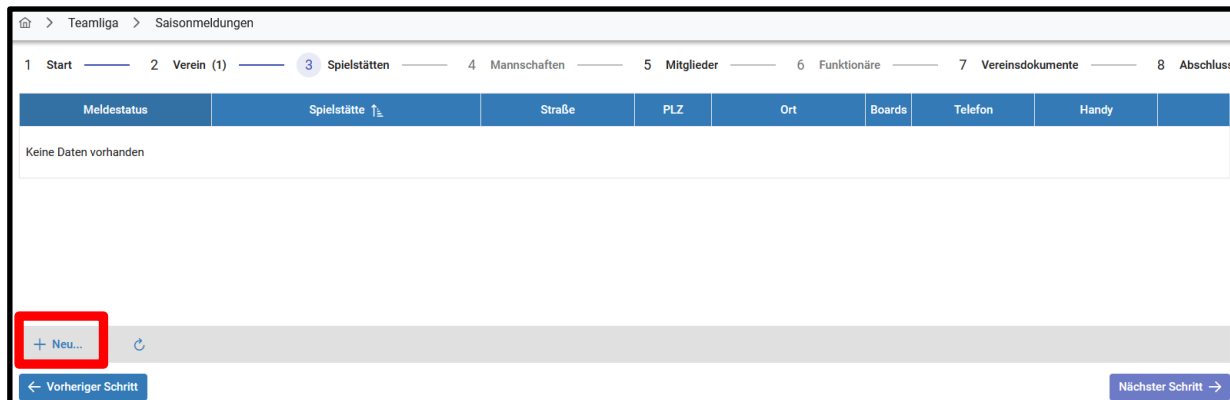 Teamliga > Saisonmeldungen
1 Start 2 Verein (1) 3 Spielstätten 4 Mannschaften 5 Mitglieder 6 Funktionäre 7 Vereinsdokumente 8 Abschluss
Meldestatus Spielstätte Straße PLZ Ort Boards Telefon Handy
Keine Daten vorhanden
+ Neu...
← Vorheriger Schritt Nächster Schritt →